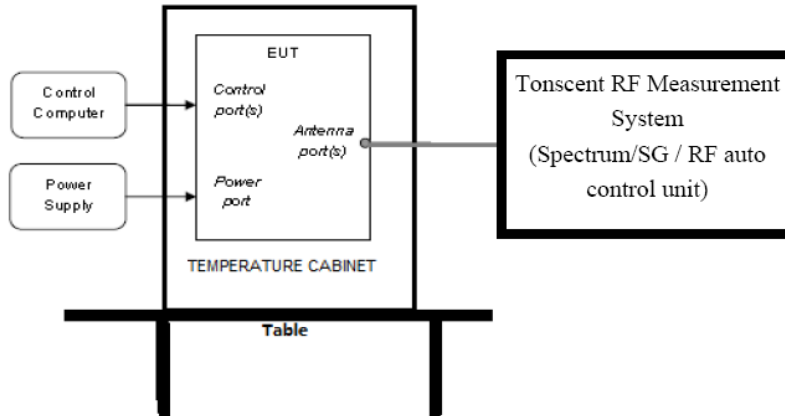 Control
Computer
Power
Supply
EUT
Control
port(s)
Antenna
port(s)
Power
port
TEMPERATURE CABINET
Table
Tonscent RF Measurement
System
(Spectrum/SG / RF auto
control unit)